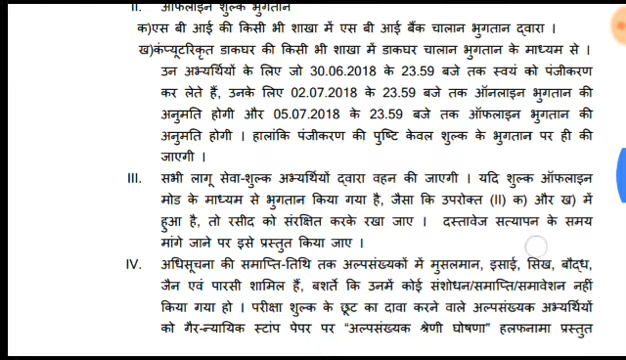 II. ऑफलाइन शुल्क भुगतान
क)एस बी आई की किसी भी शाखा में एस बी आई बैंक चालान भुगतान द्वारा ।
ख)कंप्यूटरिकृत डाकघर की किसी भी शाखा में डाकघर चालान भुगतान के माध्यम से ।
उन अभ्यर्थियों के लिए जो 30.06.2018 के 23.59 बजे तक स्वयं को पंजीकरण
कर लेते हैं, उनके लिए 02.07.2018 के 23.59 बजे तक ऑनलाइन भुगतान की
अनुमति होगी और 05.07.2018 के 23.59 बजे तक ऑफलाइन भुगतान की
अनुमति होगी । हालांकि पंजीकरण की पुष्टि केवल शुल्क के भुगतान पर ही की
जाएगी ।
III. सभी लागू सेवा-शुल्क अभ्यर्थियों द्वारा वहन की जाएगी । यदि शुल्क ऑफलाइन
मोड के माध्यम से भुगतान किया गया है, जैसा कि उपरोक्त (II) क) और ख) में
हुआ है, तो रसीद को संरक्षित करके रखा जाए । दस्तावेज सत्यापन के समय
मांगे जाने पर इसे प्रस्तुत किया जाए ।
IV. अधिसूचना की समाप्ति-तिथि तक अल्पसंख्यकों में मुसलमान, इसाई, सिख, बौद्ध,
जैन एवं पारसी शामिल हैं, बशर्ते कि उनमें कोई संशोधन/समाप्ति/समावेशन नहीं
किया गया हो । परीक्षा शुल्क के छूट का दावा करने वाले अल्पसंख्यक अभ्यर्थियों
को गैर-न्यायिक स्टांप पेपर पर “अल्पसंख्यक श्रेणी घोषणा” हलफनामा प्रस्तुत